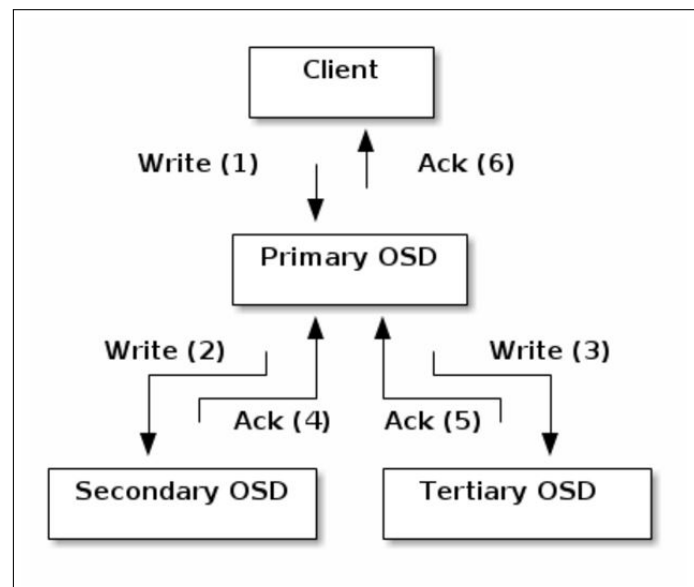 Client
Write (1)
Ack (6)
Primary OSD
Write (2)
Write (3)
Ack (4)
Ack (5)
Secondary OSD
Tertiary OSD